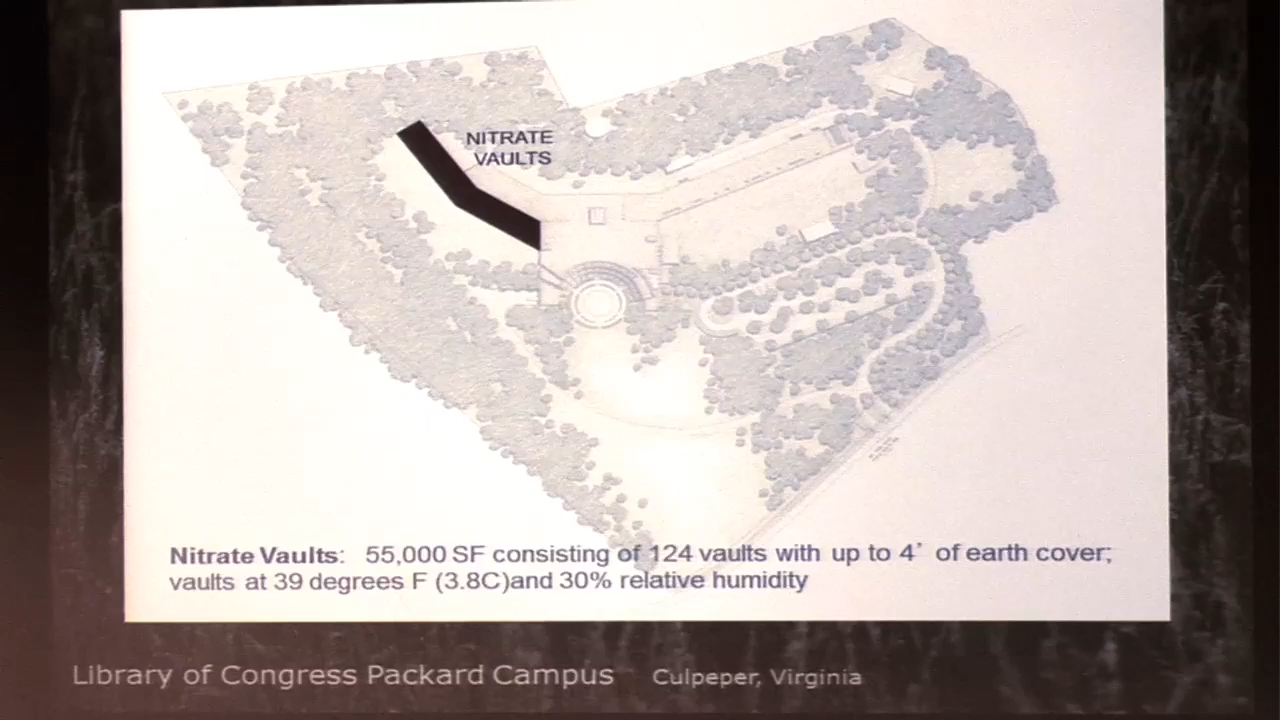 NITRATE
VAULTS
Nitrate Vaults: 55,000 SF consisting of 124 vaults with up to 4' of earth cover;
vaults at 39 degrees F (3.8C)and 30% relative humidity
Library of Congress Packard Campus Culpeper, Virginia